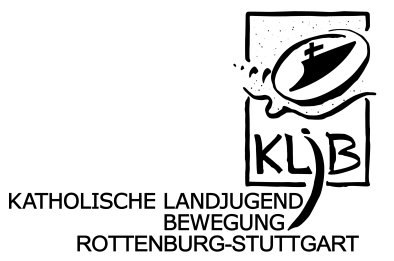 KLjB
KATHOLISCHE LANDJUGEND
BEWEGUNG
ROTTENBURG-STUTTGART